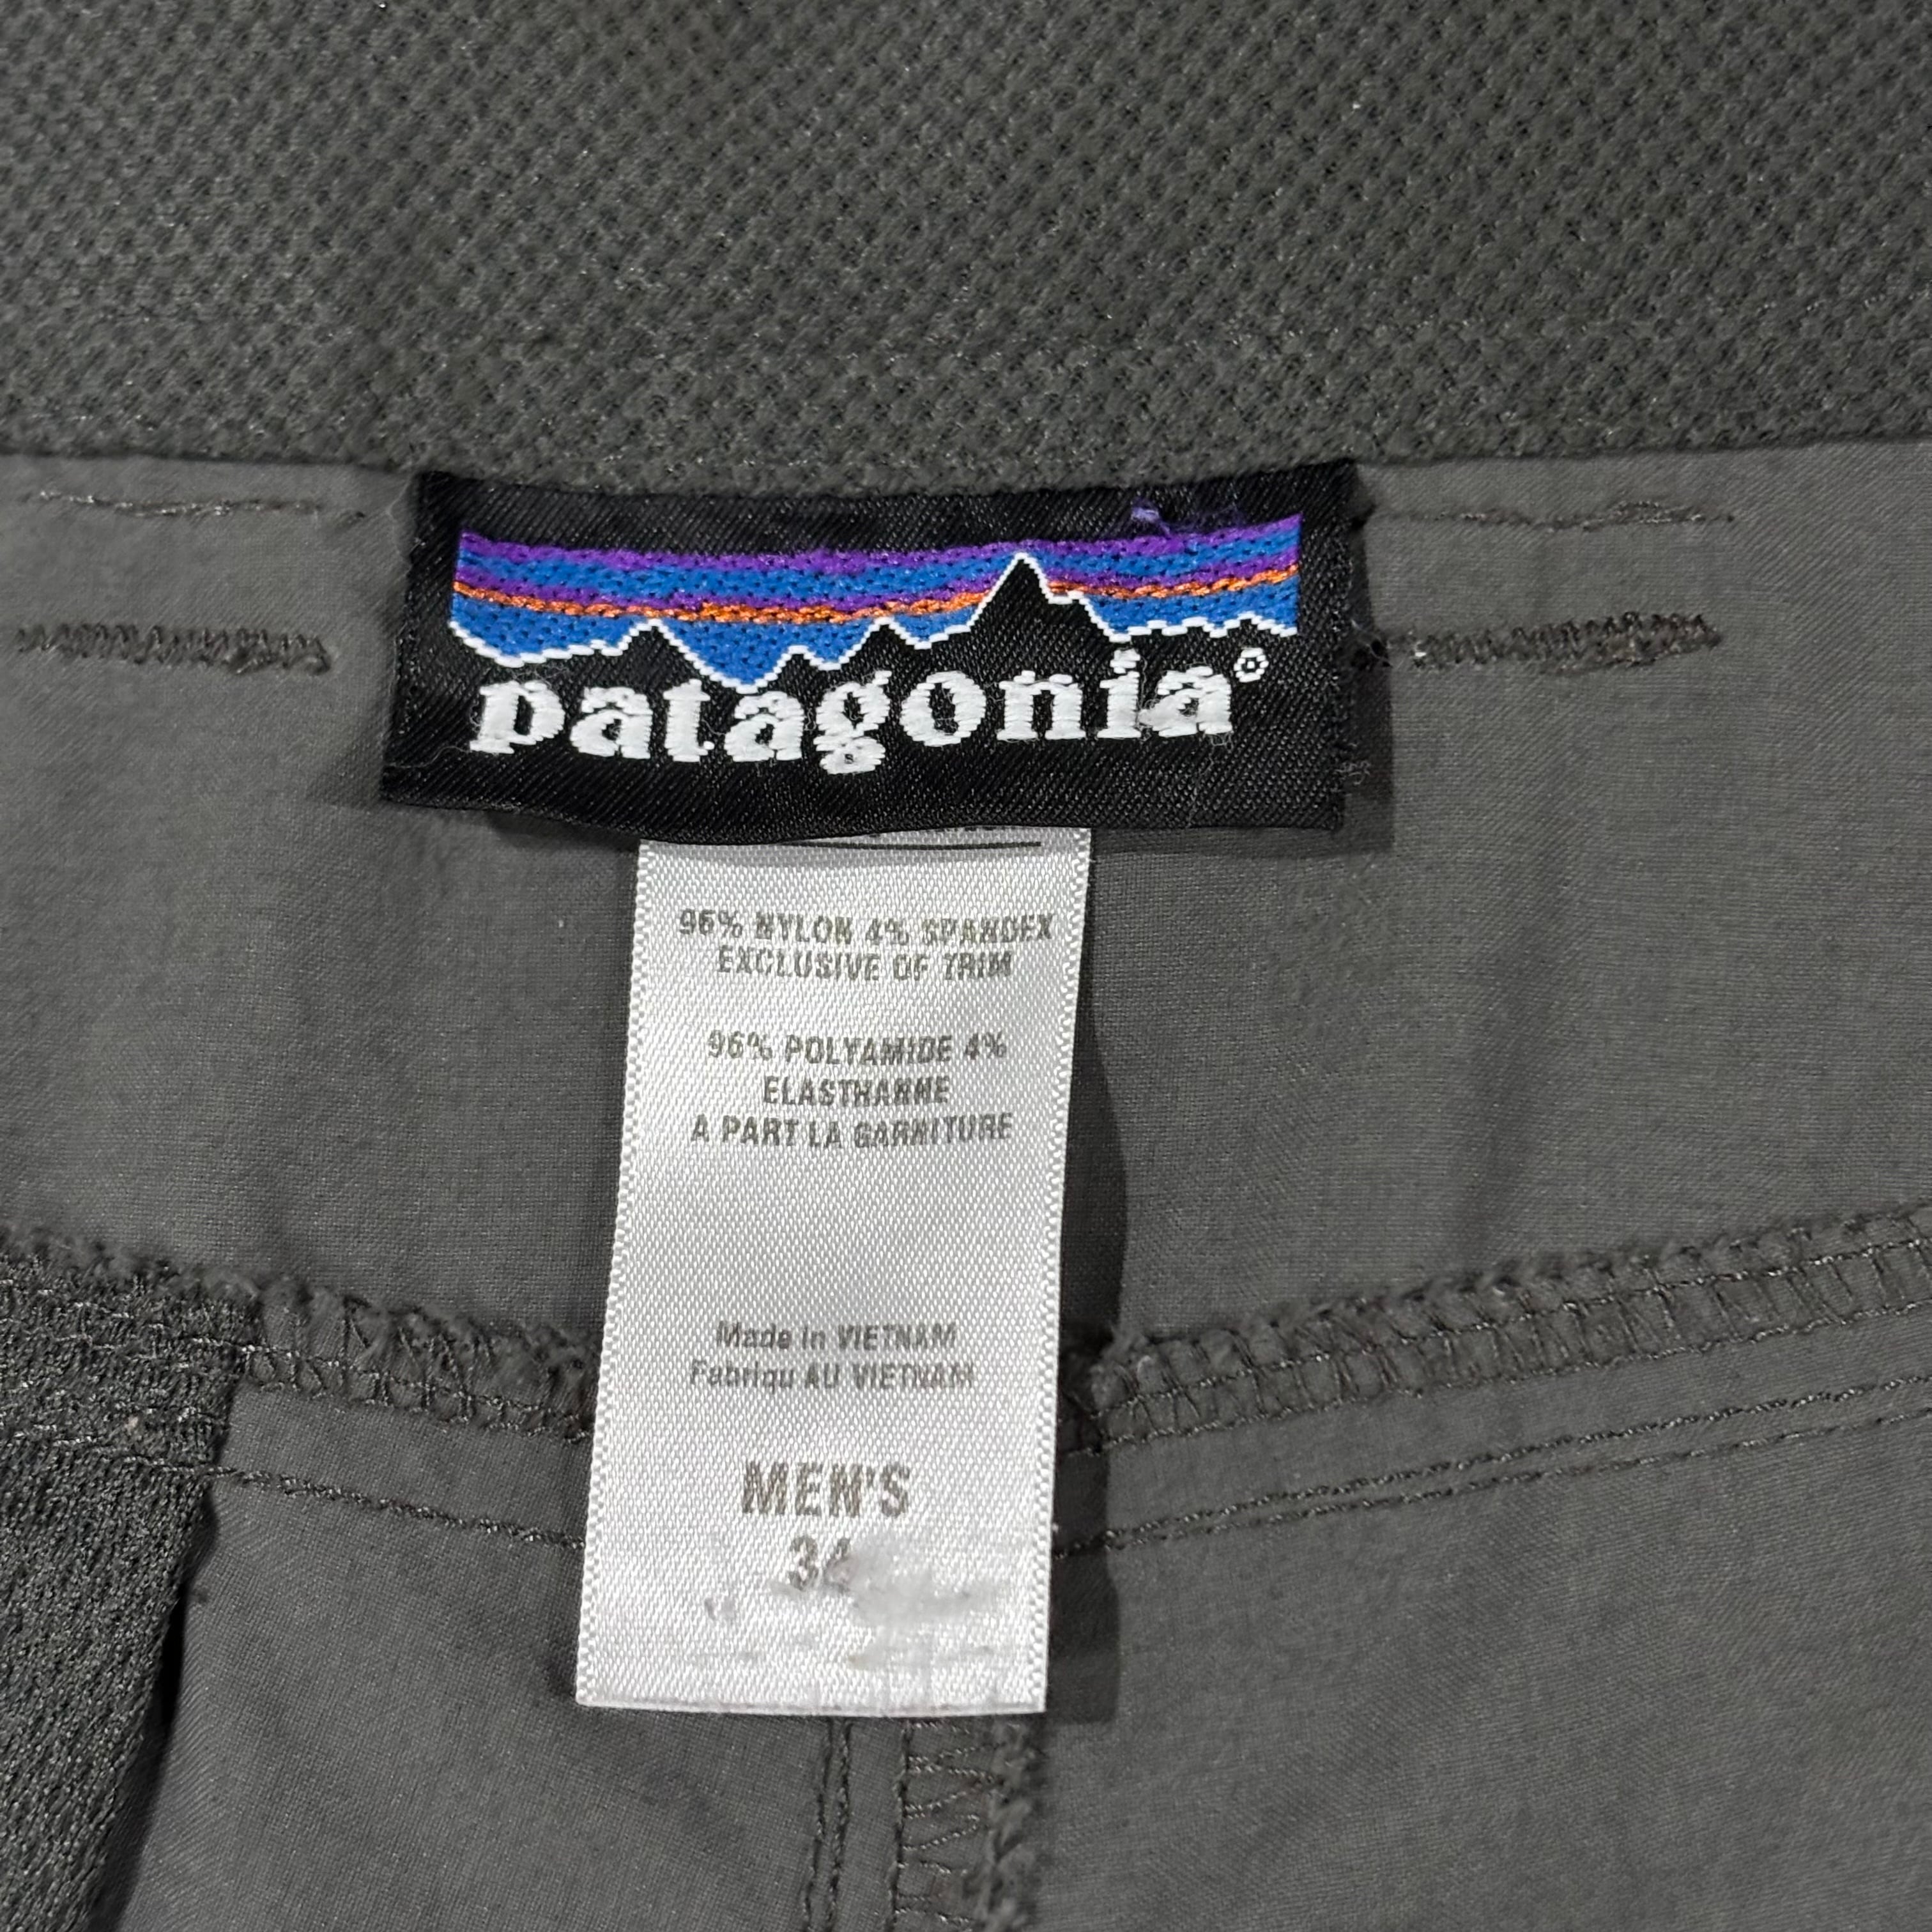 patagonia®
96% NYLON 4% SPANDEX
EXCLUSIVE OF TRIM
96% POLYAMIDE 4%
ELASTHANNE
A PART LA GARNITURE
Made in VIETNAM
Fabriqu AU VIETNAM
MEN'S
34